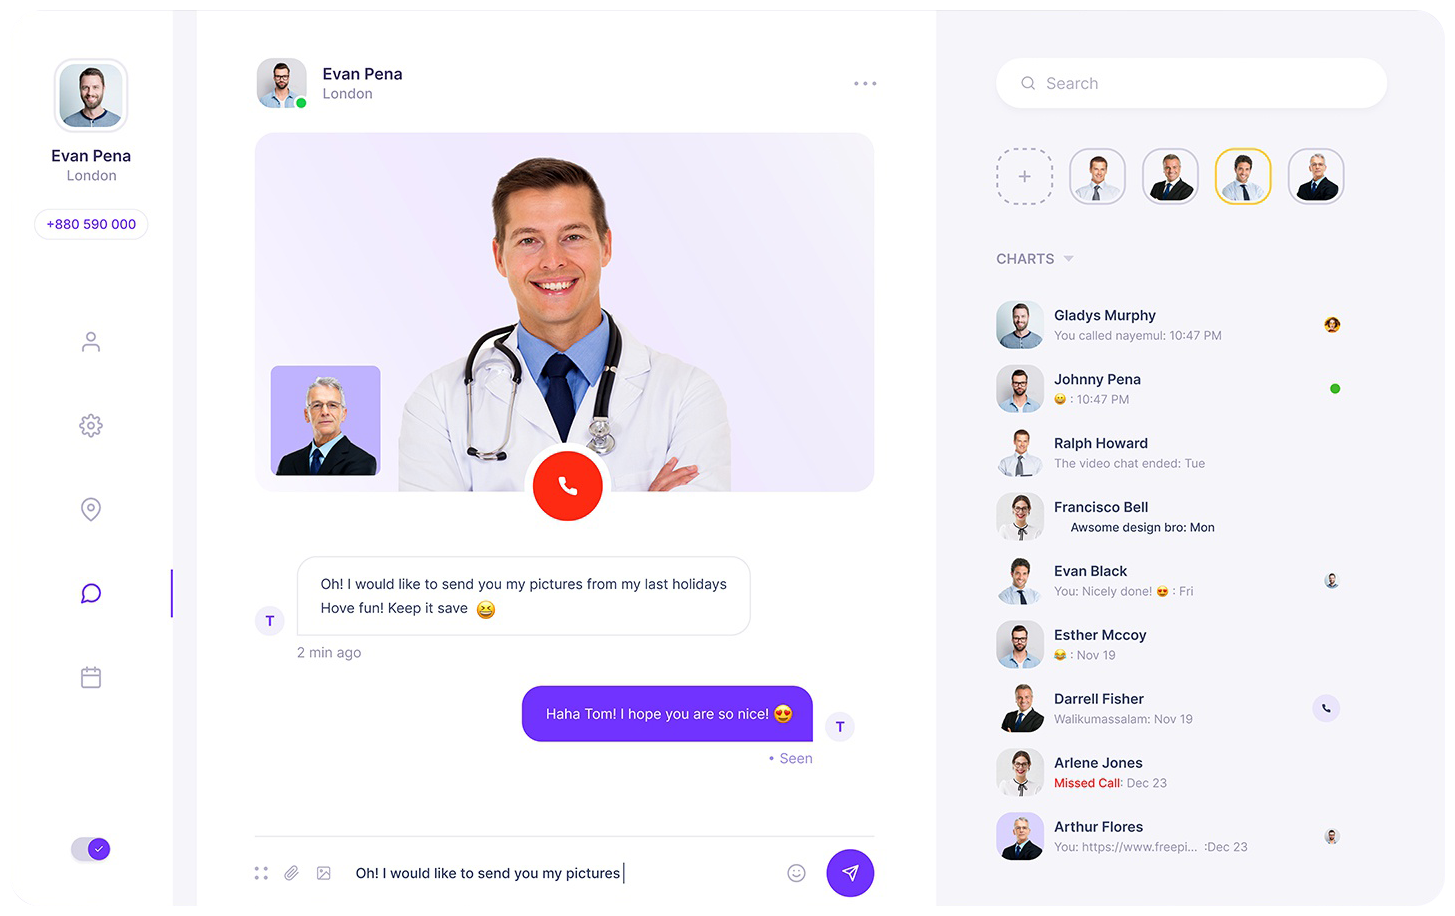 Evan Pena
London
+880 590 000
Evan Pena
London
Oh! I would like to send you my pictures from my last holidays
Hove fun! Keep it save 😆
T
2 min ago
Haha Tom! I hope you are so nice! 😍
T
• Seen
Oh! I would like to send you my pictures
Search
CHARTS
Gladys Murphy
You called nayemul: 10:47 PM
Johnny Pena
😀 : 10:47 PM
Ralph Howard
The video chat ended: Tue
Francisco Bell
Awsome design bro: Mon
Evan Black
You: Nicely done! 😍 : Fri
Esther Mccoy
😂 : Nov 19
Darrell Fisher
Walikumassalam: Nov 19
Arlene Jones
Missed Call: Dec 23
Arthur Flores
You: https://www.freepi... :Dec 23